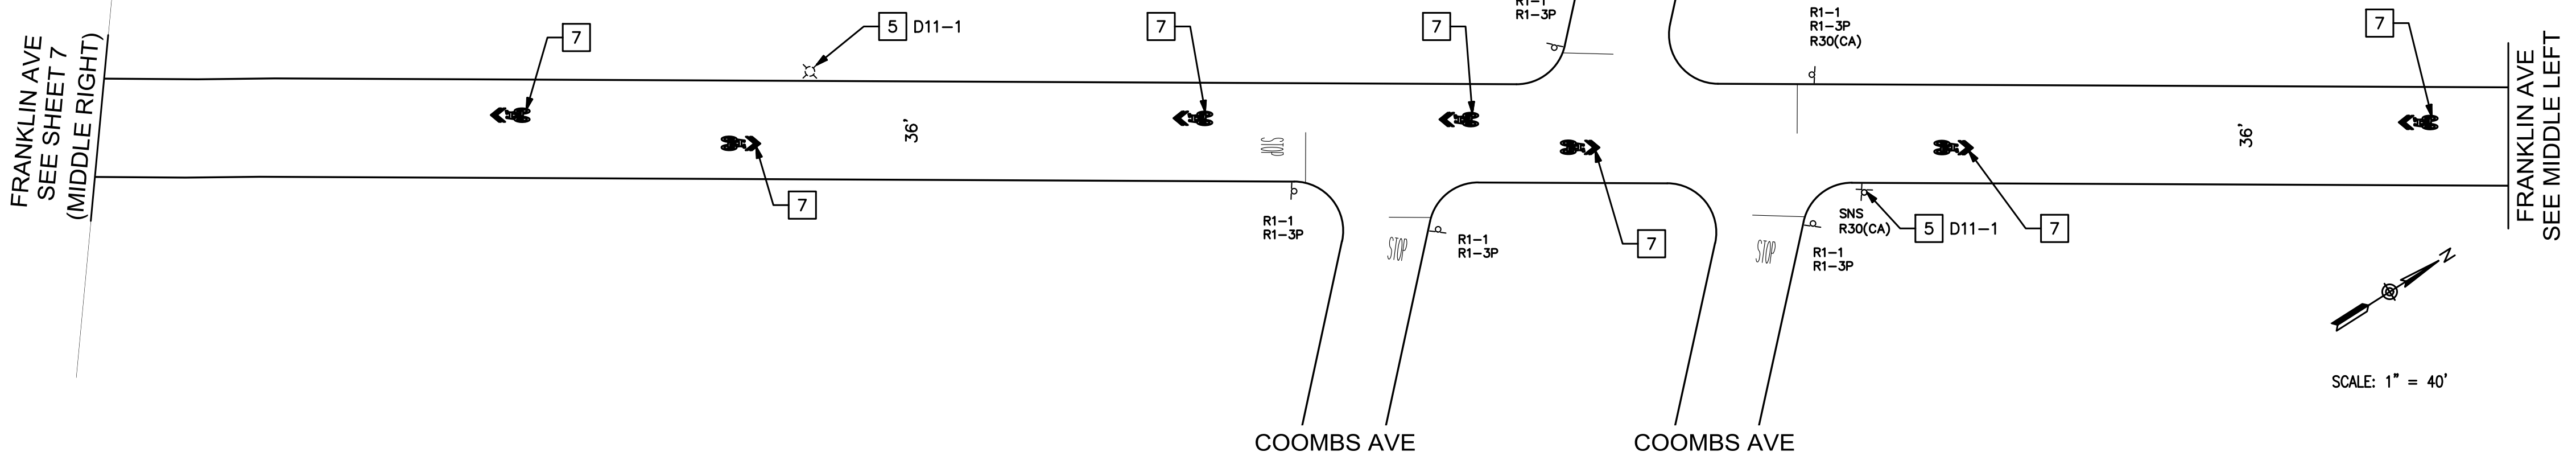 FRANKLIN AVE
SEE SHEET 7
(MIDDLE RIGHT)
7
5 D11-1
7
7
R1-1
R1-3P
R1-1
R1-3P
R30(CA)
7
36'
STOP
36'
7
R1-1
R1-3P
STOP
R1-1
R1-3P
7
STOP
SNS
R30(CA)
5 D11-1
7
R1-1
R1-3P
FRANKLIN AVE
SEE MIDDLE LEFT
N
SCALE: 1" = 40'
COOMBS AVE
COOMBS AVE